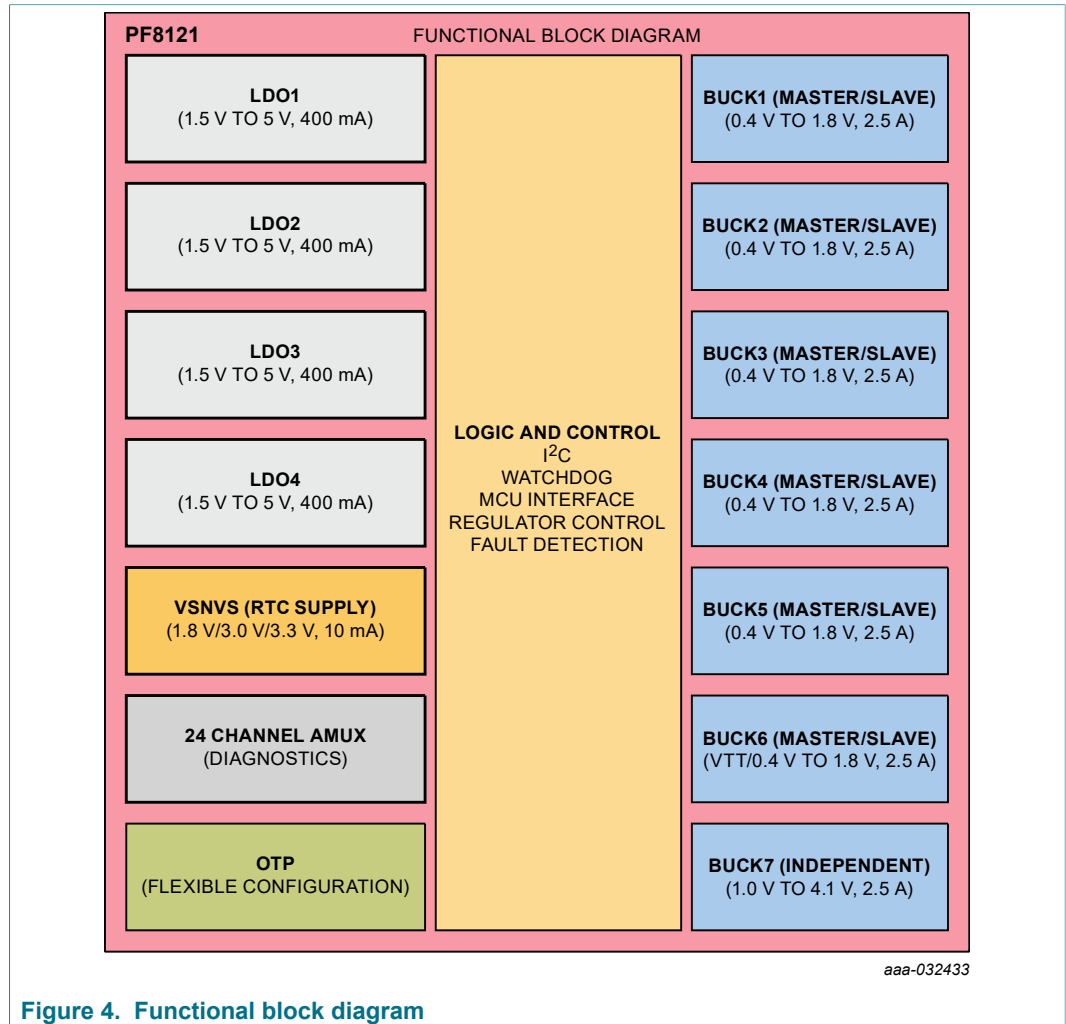 PF8121
FUNCTIONAL BLOCK DIAGRAM
LDO1
(1.5 V TO 5 V, 400 mA)
LDO2
(1.5 V TO 5 V, 400 mA)
LDO3
(1.5 V TO 5 V, 400 mA)
LDO4
(1.5 V TO 5 V, 400 mA)
VSNVS (RTC SUPPLY)
(1.8 V/3.0 V/3.3 V, 10 mA)
24 CHANNEL AMUX
(DIAGNOSTICS)
OTP
(FLEXIBLE CONFIGURATION)
LOGIC AND CONTROL
I2C
WATCHDOG
MCU INTERFACE
REGULATOR CONTROL
FAULT DETECTION
BUCK1 (MASTER/SLAVE)
(0.4 V TO 1.8 V, 2.5 A)
BUCK2 (MASTER/SLAVE)
(0.4 V TO 1.8 V, 2.5 A)
BUCK3 (MASTER/SLAVE)
(0.4 V TO 1.8 V, 2.5 A)
BUCK4 (MASTER/SLAVE)
(0.4 V TO 1.8 V, 2.5 A)
BUCK5 (MASTER/SLAVE)
(0.4 V TO 1.8 V, 2.5 A)
BUCK6 (MASTER/SLAVE)
(VTT/0.4 V TO 1.8 V, 2.5 A)
BUCK7 (INDEPENDENT)
(1.0 V TO 4.1 V, 2.5 A)
aaa-032433
Figure 4. Functional block diagram